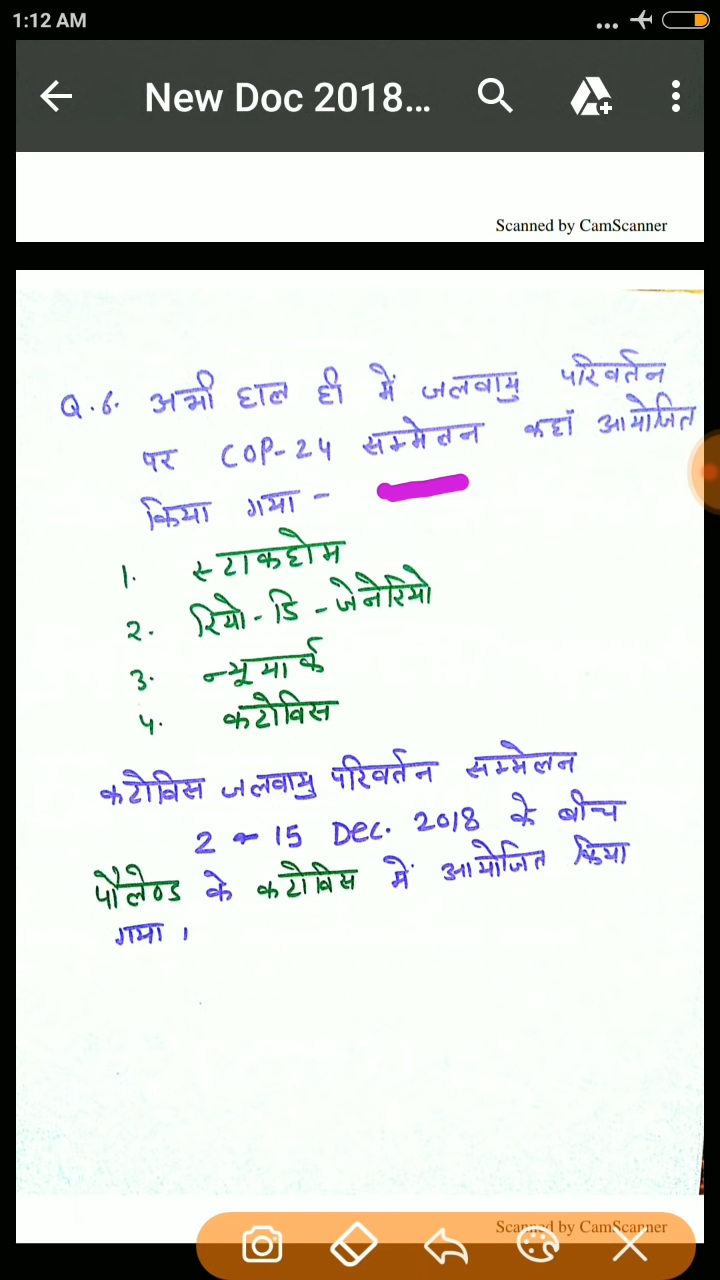 1:12 AM
New Doc 2018...
Scanned by CamScanner
Q.6. अभी हाल ही में जलवायु परिवर्तन
पर COP-24 सम्मेलन कहाँ आयोजित
किया गया -
1. स्टाकहोम
2. रियो-डि-जेनेरियो
3. न्यूयार्क
4. कटोविस
कटोविस जलवायु परिवर्तन सम्मेलन
2 - 15 Dec. 2018 के बीच
पौलेण्ड के कटोविस में आयोजित किया
गया।
Scanned by CamScanner